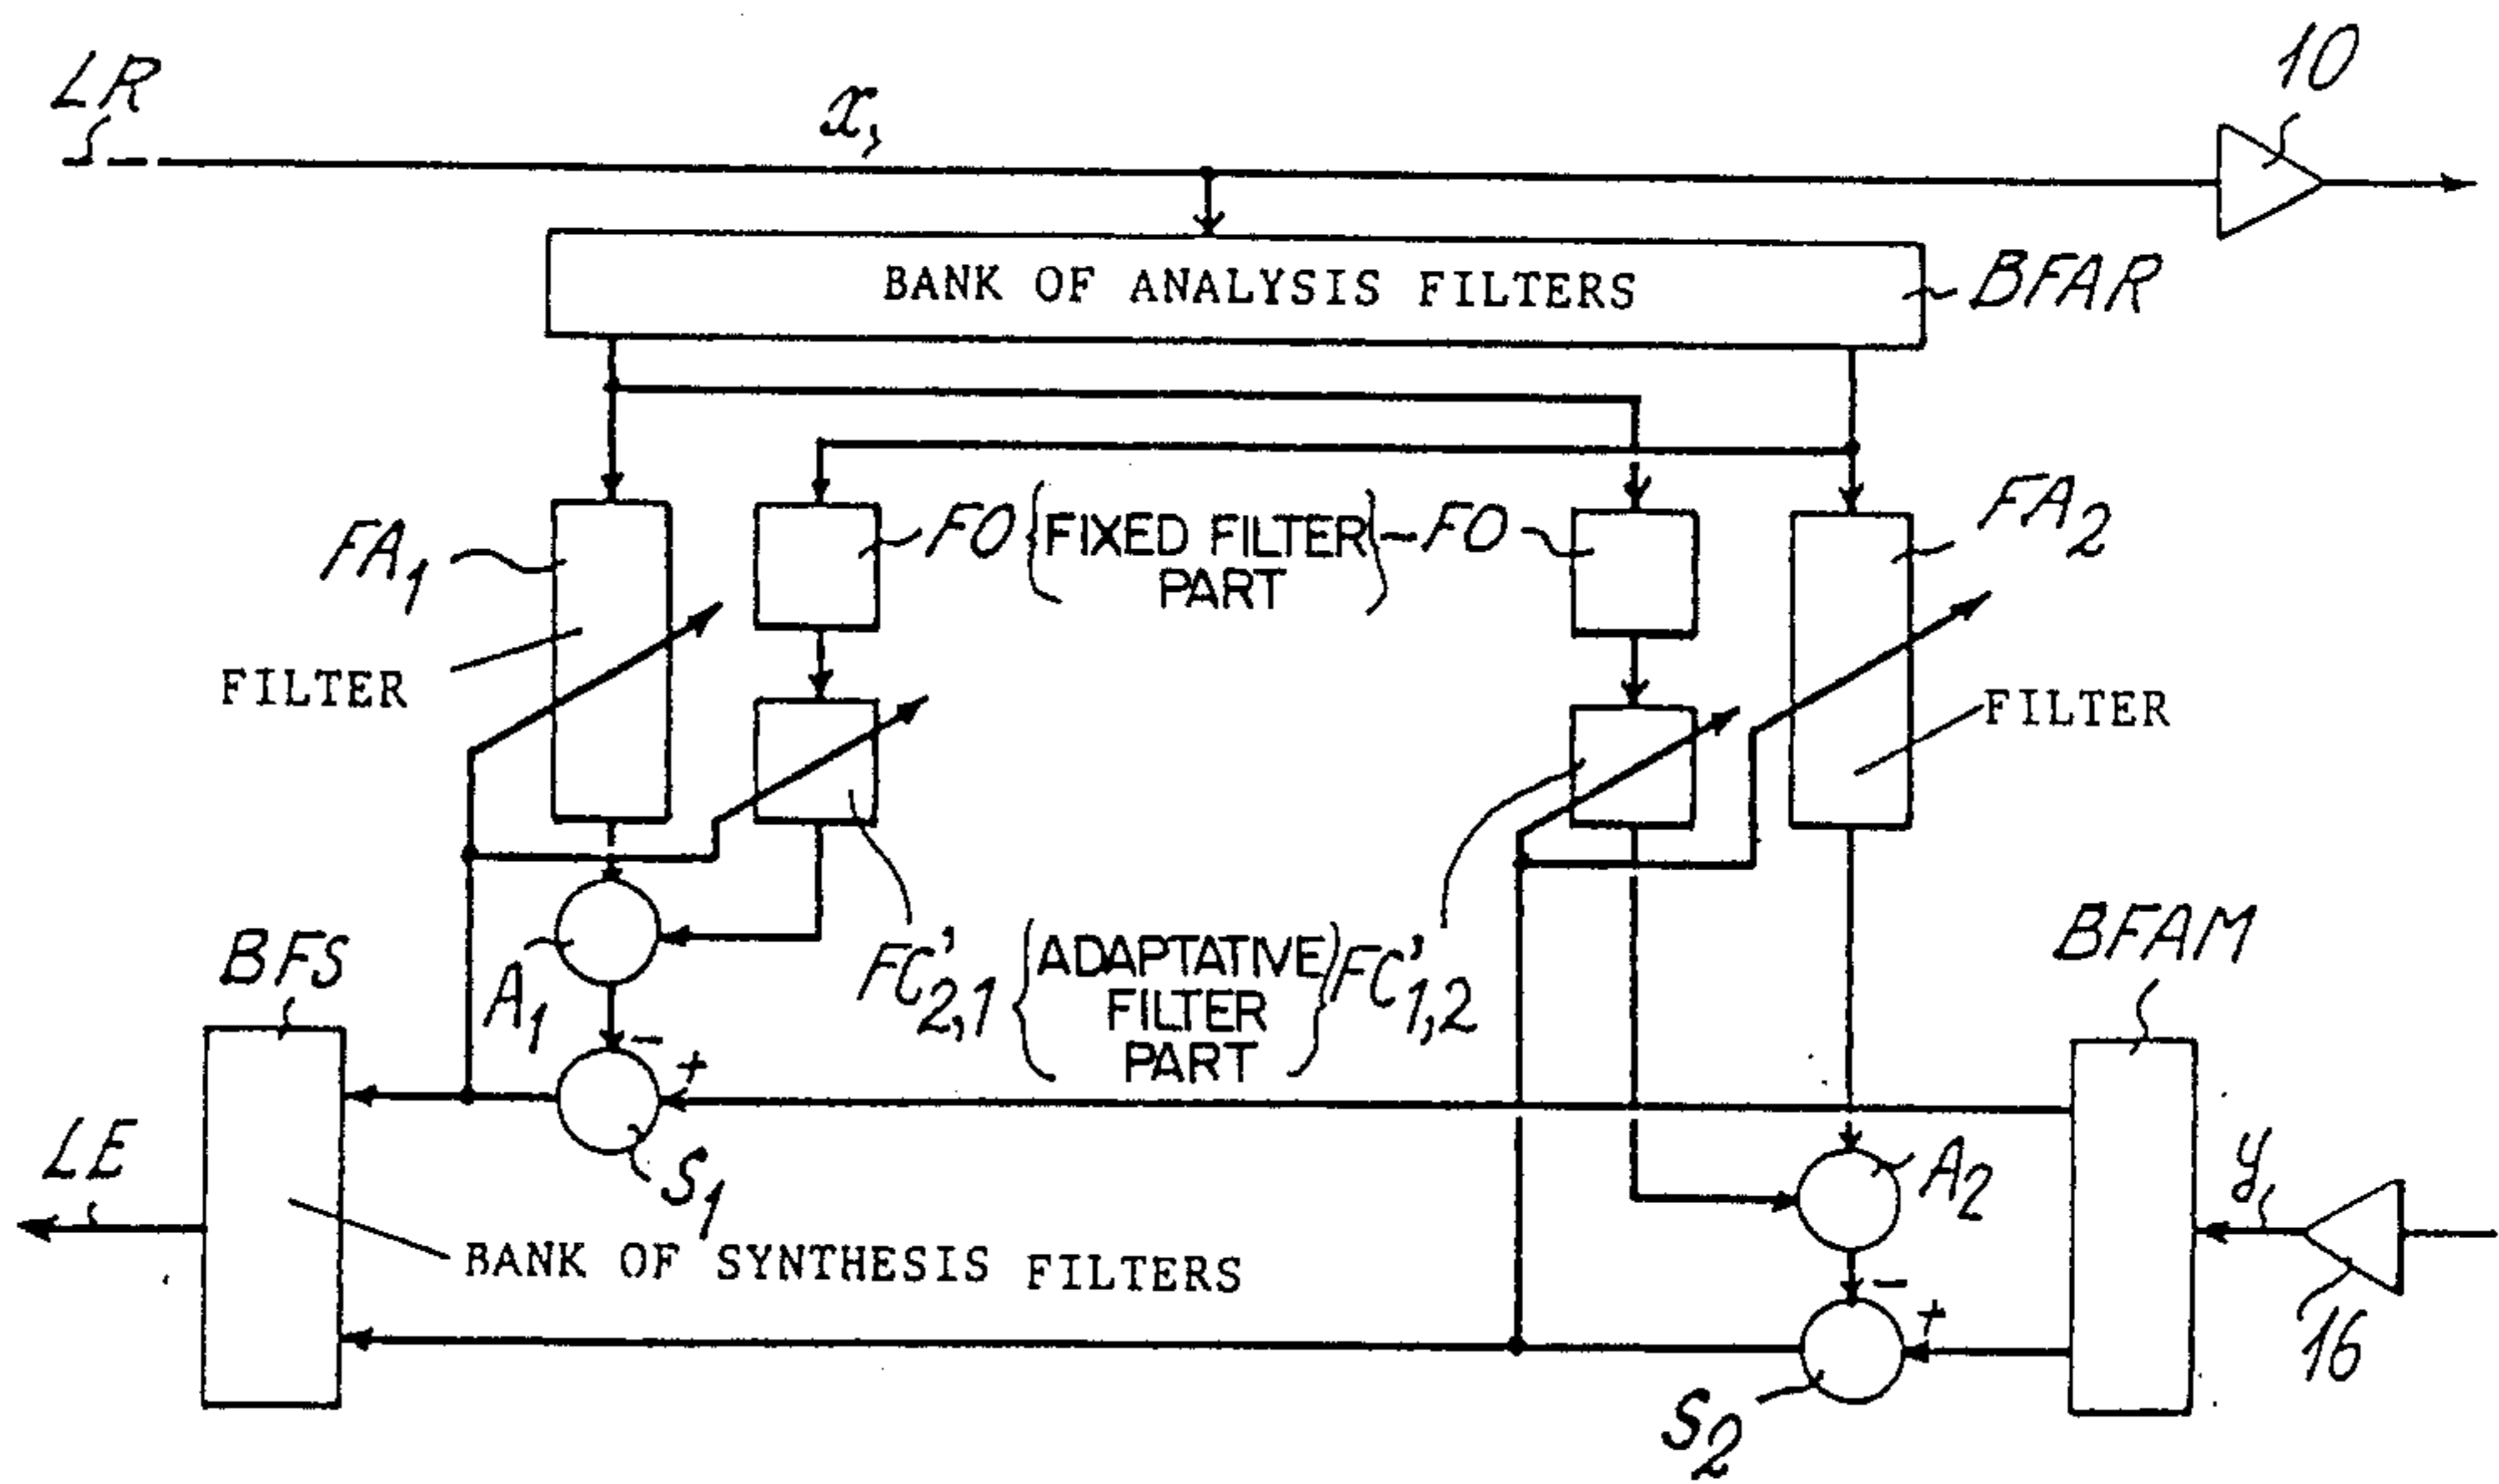 LR
x,
10
BANK OF ANALYSIS FILTERS
BFAR
FA1
FO { FIXED FILTER PART } FO
FA2
FILTER
FILTER
BFS
A1
FC'2,1 { ADAPTATIVE FILTER PART } FC'1,2
BFAM
- +
LE
S1
A2
y,
BANK OF SYNTHESIS FILTERS
- +
16
S2